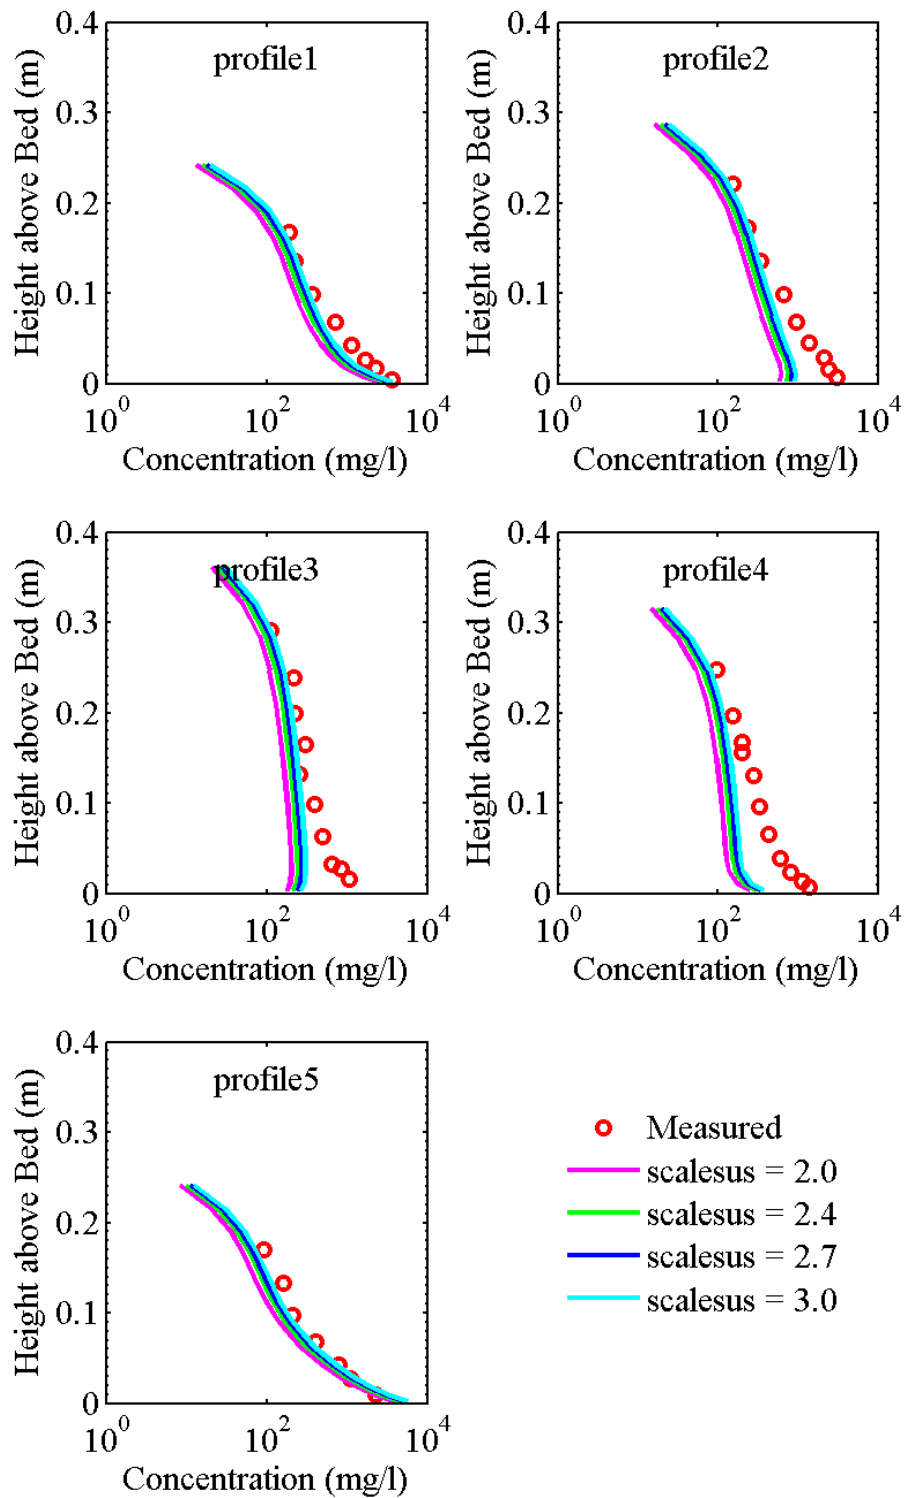 profile1
Height above Bed (m)
0.4
0.3
0.2
0.1
0
10^0 10^2 10^4
Concentration (mg/l)
profile2
Height above Bed (m)
0.4
0.3
0.2
0.1
0
10^0 10^2 10^4
Concentration (mg/l)
profile3
Height above Bed (m)
0.4
0.3
0.2
0.1
0
10^0 10^2 10^4
Concentration (mg/l)
profile4
Height above Bed (m)
0.4
0.3
0.2
0.1
0
10^0 10^2 10^4
Concentration (mg/l)
profile5
Height above Bed (m)
0.4
0.3
0.2
0.1
0
10^0 10^2 10^4
Concentration (mg/l)
Measured
scalesus = 2.0
scalesus = 2.4
scalesus = 2.7
scalesus = 3.0